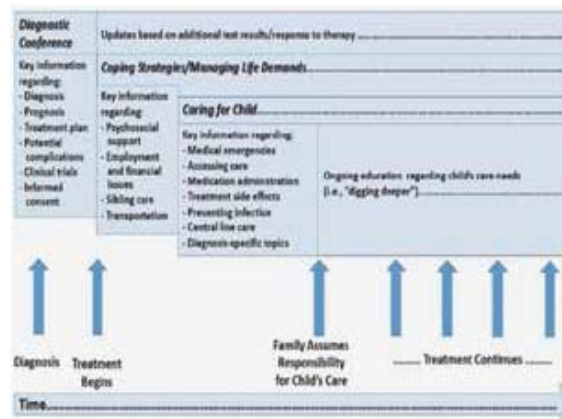 Diagnostic
Conference
Updates based on additional test results/response to therapy
Key information
regarding:
- Diagnosis
- Prognosis
- Treatment plan
- Potential
complications
- Clinical trials
- Informed
consent
Coping Strategies/Managing Life Demands
Key information
regarding:
- Psychosocial
support
- Employment
and financial
issues
- Sibling care
- Transportation
Caring for Child
Key information regarding:
- Medical emergencies
- Assessing care
- Medication administration
- Treatment side effects
- Preventing infection
- Central line care
- Diagnosis-specific topics
Ongoing education regarding child's care needs
(i.e., "digging deeper")
Diagnosis
Treatment
Begins
Family Assumes
Responsibility
for Child's Care
Treatment Continues
Time